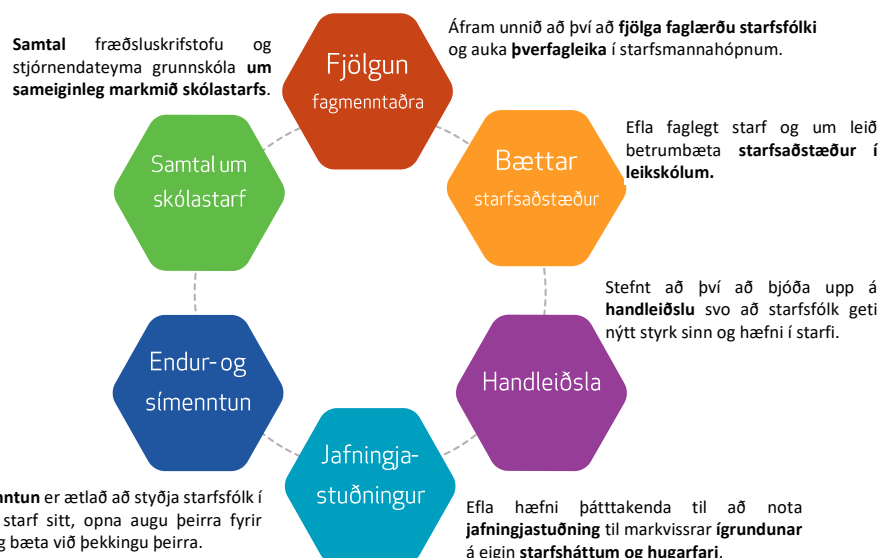 Samtal fræðsluskrifstofu og
stjórnendateyma grunnskóla um
sameiginleg markmið skólastarfs.
Fjölgun
fagmenntaðra
Áfram unnið að því að fjölga faglærðu starfsfólki
og auka þverfagleika í starfsmannahópnum.
Samtal um
skólastarf
Bættar
starfsaðstæður
Efla faglegt starf og um leið
betrumbæta starfsaðstæður í
leikskólum.
Stefnt að því að bjóða upp á
handleiðslu svo að starfsfólk geti
nýtt styrk sinn og hæfni í starfi.
Endur- og
símenntun
Handleiðsla
Jafningja-
stuðningur
er ætlað að styðja starfsfólk í
starf sitt, opna augu þeirra fyrir
bæta við þekkingu þeirra.
Efla hæfni þátttakenda til að nota
jafningjastuðning til markvissrar ígrundunar
á eigin starfsháttum og hugarfari.